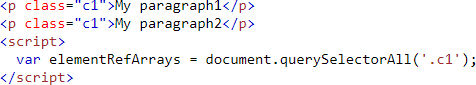 <p class="c1">My paragraph1</p>
<p class="c1">My paragraph2</p>
<script>
  var elementRefArrays = document.querySelectorAll('.c1');
</script>